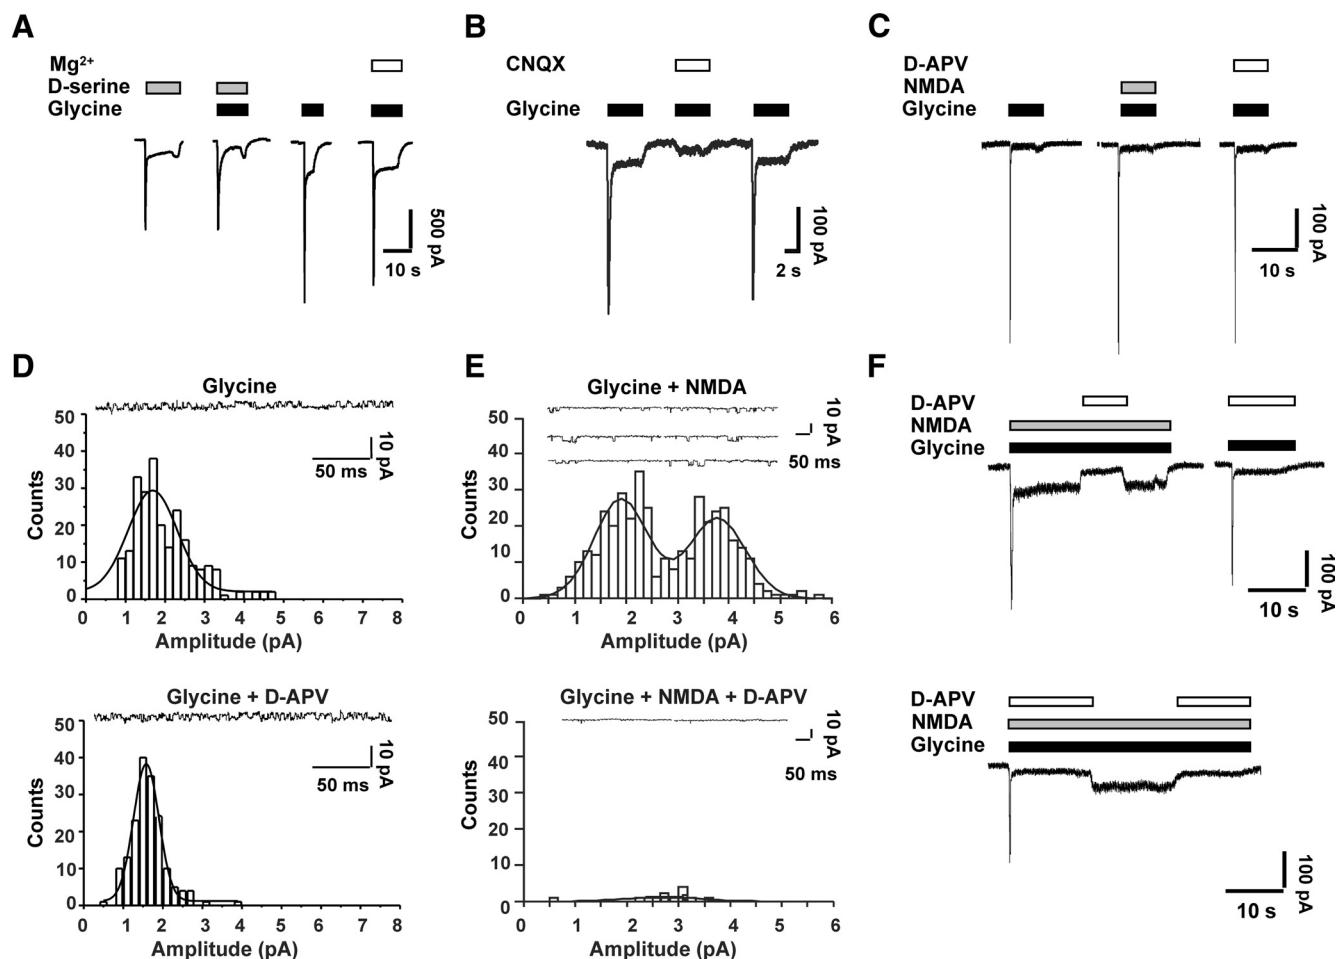 A
Mg²⁺
D-serine
Glycine
500 pA
10 s
B
CNQX
Glycine
100 pA
2 s
C
D-APV
NMDA
Glycine
100 pA
10 s
D
Glycine
50
40
30
20
10
0
Counts
10 pA
50 ms
0 1 2 3 4 5 6 7 8
Amplitude (pA)
Glycine + D-APV
50
40
30
20
10
0
Counts
10 pA
50 ms
0 1 2 3 4 5 6 7 8
Amplitude (pA)
E
Glycine + NMDA
50
40
30
20
10
0
Counts
10 pA
50 ms
0 1 2 3 4 5 6
Amplitude (pA)
Glycine + NMDA + D-APV
50
40
30
20
10
0
Counts
10 pA
50 ms
0 1 2 3 4 5 6
Amplitude (pA)
F
D-APV
NMDA
Glycine
100 pA
10 s
D-APV
NMDA
Glycine
100 pA
10 s